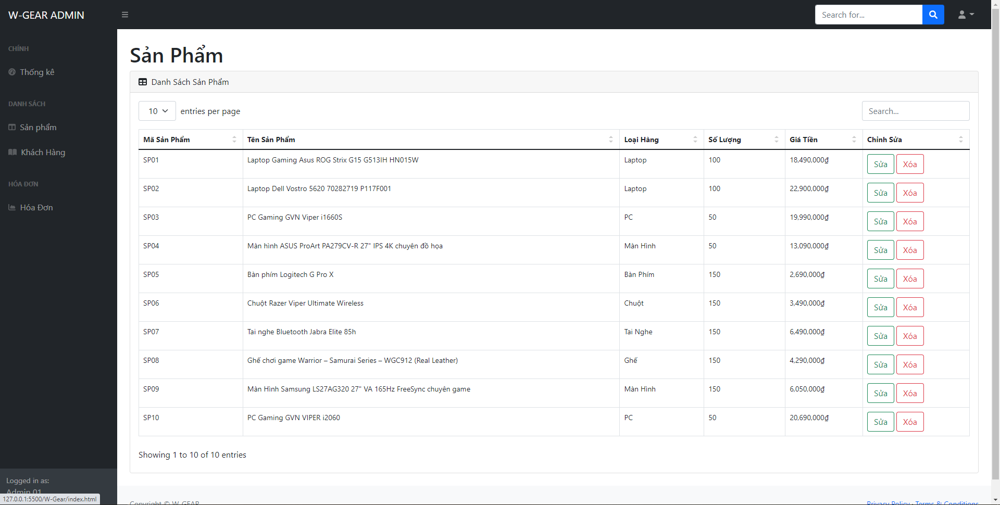 W-GEAR ADMIN
Search for...
CHÍNH
Thống kê
DANH SÁCH
Sản phẩm
Khách Hàng
HÓA ĐƠN
Hóa Đơn
Logged in as:
Admin 01
127.0.0.1:5500/W-Gear/index.html
Sản Phẩm
Danh Sách Sản Phẩm
10 entries per page
Search...
Mã Sản Phẩm Tên Sản Phẩm Loại Hàng Số Lượng Giá Tiền Chỉnh Sửa
SP01 Laptop Gaming Asus ROG Strix G15 G513IH HN015W Laptop 100 18,490,000₫ Sửa Xóa
SP02 Laptop Dell Vostro 5620 70282719 P117F001 Laptop 100 22,900,000₫ Sửa Xóa
SP03 PC Gaming GVN Viper i1660S PC 50 19,990,000₫ Sửa Xóa
SP04 Màn hình ASUS ProArt PA279CV-R 27" IPS 4K chuyên đồ họa Màn Hình 50 13,090,000₫ Sửa Xóa
SP05 Bàn phím Logitech G Pro X Bàn Phím 150 2,690,000₫ Sửa Xóa
SP06 Chuột Razer Viper Ultimate Wireless Chuột 150 3,490,000₫ Sửa Xóa
SP07 Tai nghe Bluetooth Jabra Elite 85h Tai Nghe 150 6,490,000₫ Sửa Xóa
SP08 Ghế chơi game Warrior – Samurai Series – WGC912 (Real Leather) Ghế 150 4,290,000₫ Sửa Xóa
SP09 Màn Hình Samsung LS27AG320 27" VA 165Hz FreeSync chuyên game Màn Hình 150 6,050,000₫ Sửa Xóa
SP10 PC Gaming GVN VIPER i2060 PC 50 20,690,000₫ Sửa Xóa
Showing 1 to 10 of 10 entries
Copyright © W-GEAR
Privacy Policy · Terms & Conditions